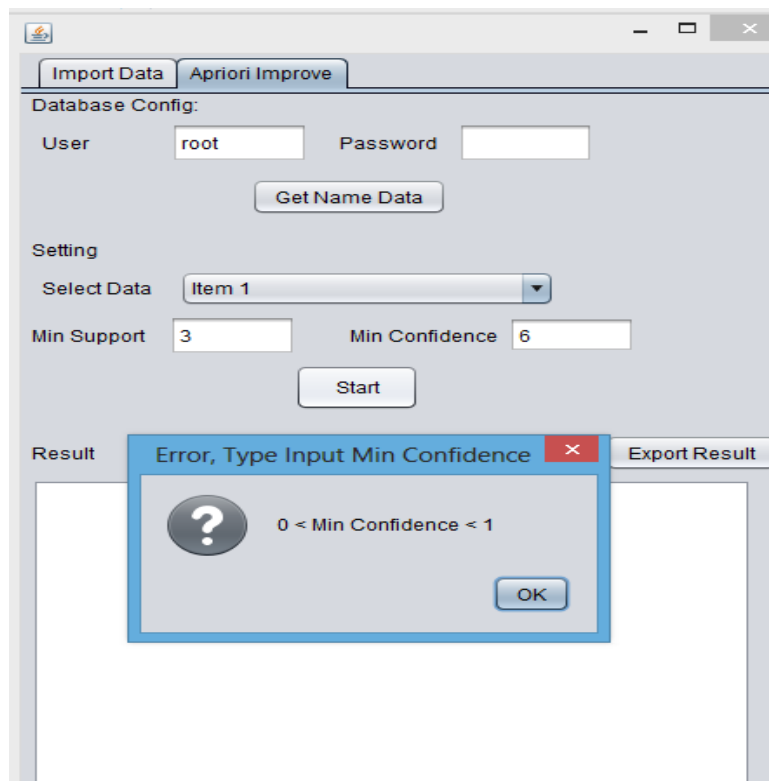 Import Data Apriori Improve
Database Config:
User root Password
Get Name Data
Setting
Select Data Item 1
Min Support 3 Min Confidence 6
Start
Result Export Result
Error, Type Input Min Confidence
0 < Min Confidence < 1
OK